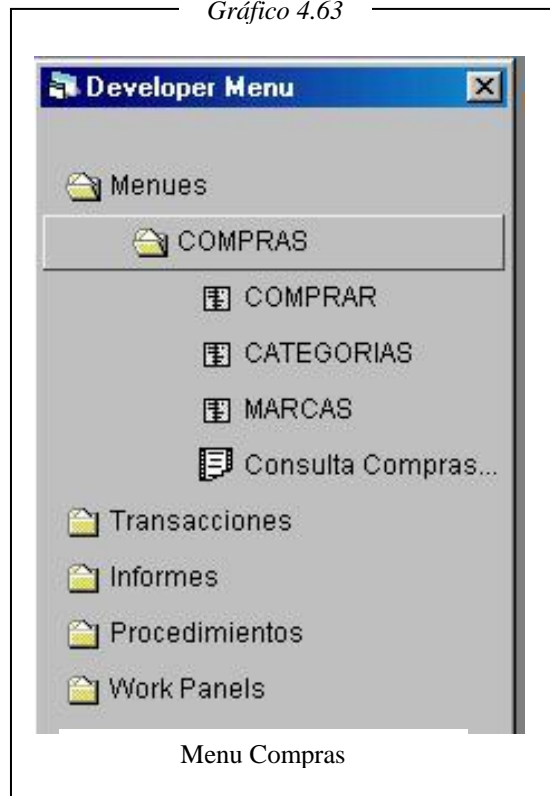 Gráfico 4.63
Developer Menu
Menues
COMPRAS
COMPRAR
CATEGORIAS
MARCAS
Consulta Compras...
Transacciones
Informes
Procedimientos
Work Panels
Menu Compras